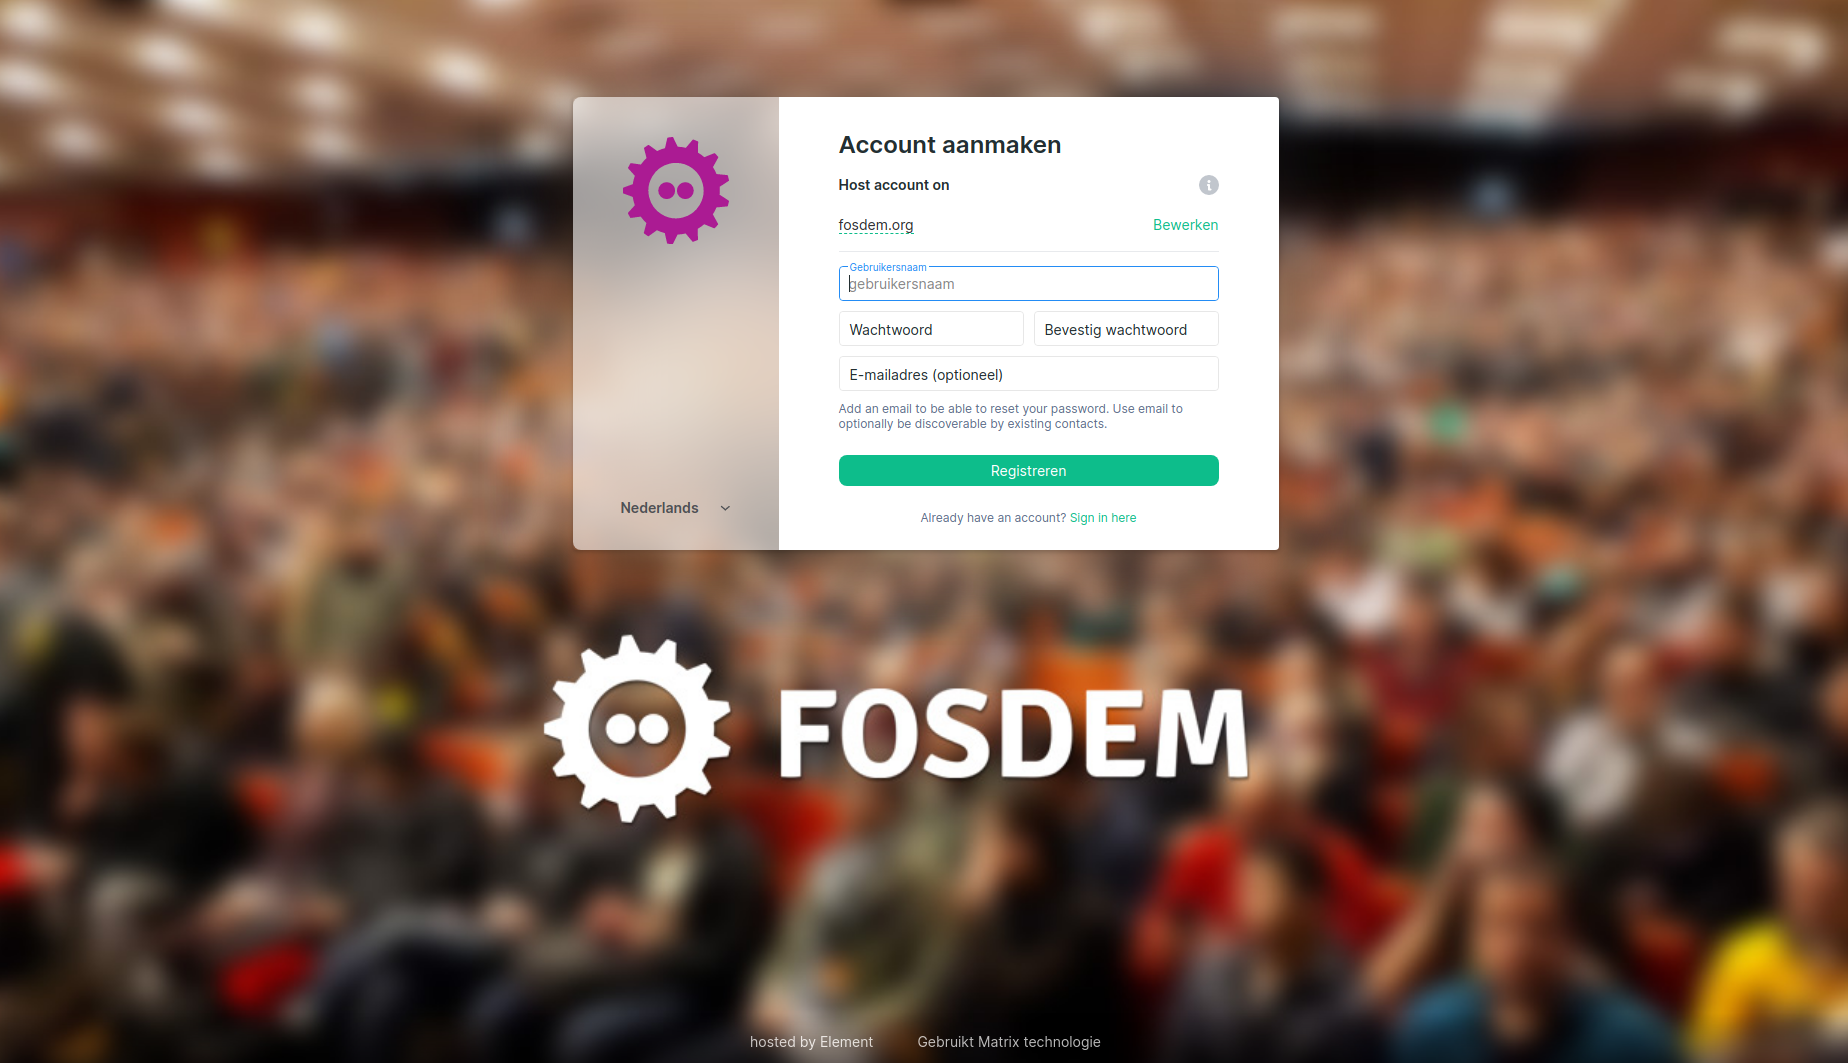 Account aanmaken
Host account on
fosdem.org
Bewerken
Gebruikersnaam
gebruikersnaam
Wachtwoord
Bevestig wachtwoord
E-mailadres (optioneel)
Add an email to be able to reset your password. Use email to
optionally be discoverable by existing contacts.
Registreren
Nederlands
Already have an account? Sign in here
FOSDEM
hosted by Element
Gebruikt Matrix technologie